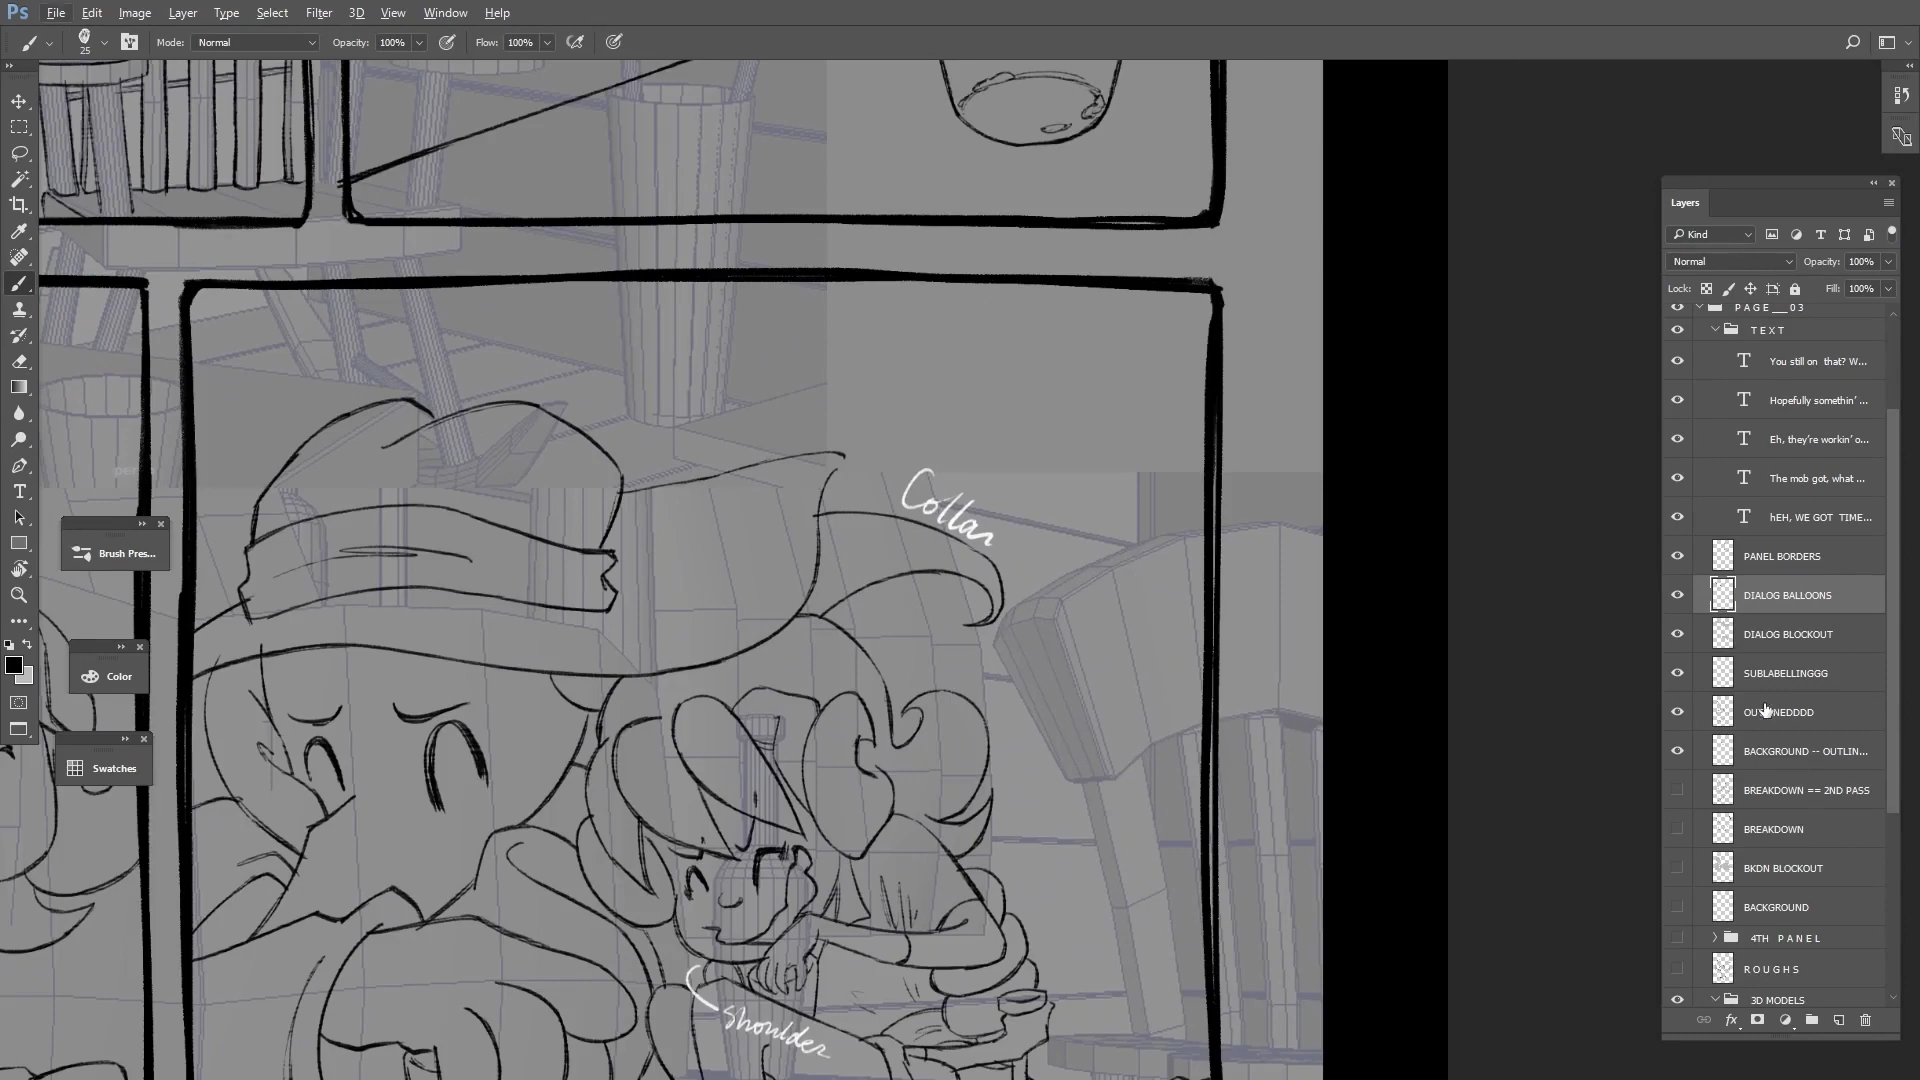 Ps File Edit Image Layer Type Select Filter 3D View Window Help
25 Mode: Normal Opacity: 100% Flow: 100%
Layers
Kind
Normal Opacity: 100%
Lock: Fill: 100%
PAGE__03
TEXT
You still on that? W...
Hopefully somethin' ...
Eh, they're workin' o...
The mob got, what ...
hEH, WE GOT TIME...
PANEL BORDERS
DIALOG BALLOONS
DIALOG BLOCKOUT
SUBLABELLINGGG
BACKGROUND -- OUTLIN...
BREAKDOWN == 2ND PASS
BREAKDOWN
BKDN BLOCKOUT
BACKGROUND
4TH PANEL
ROUGHS
3D MODELS
fx
Brush Pres...
Color
Swatches
Collar
Shoulder